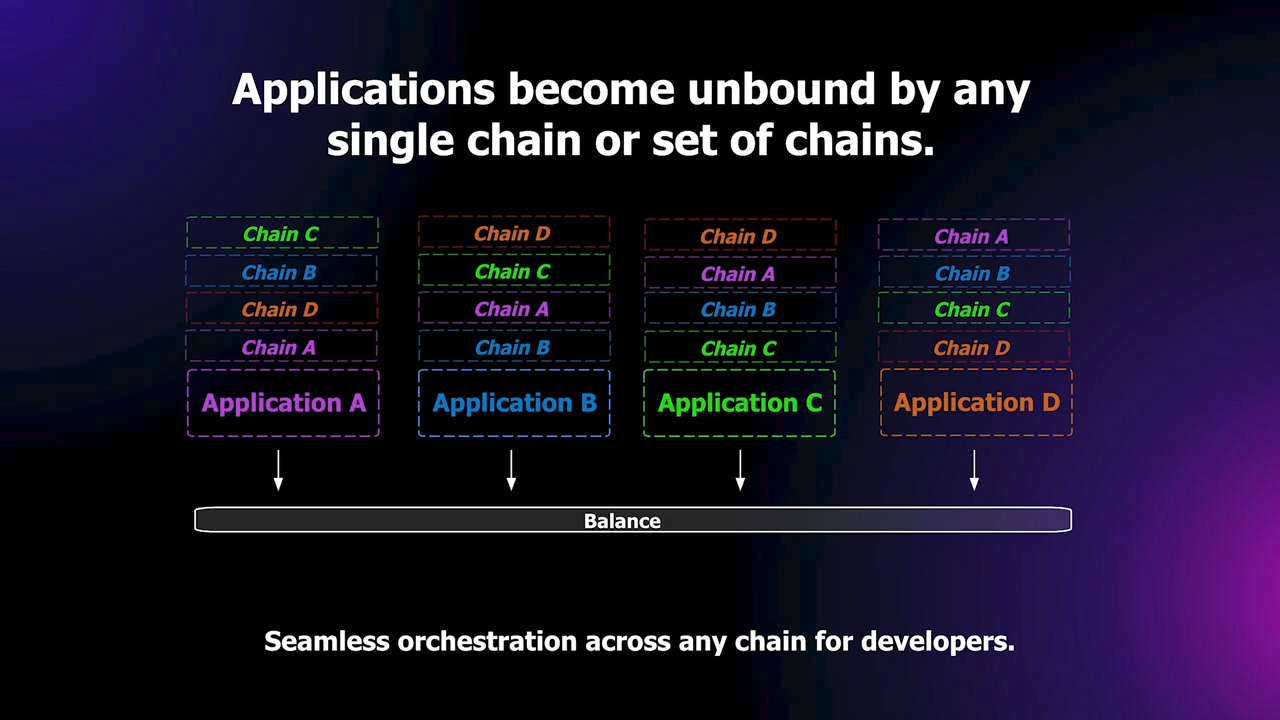 Applications become unbound by any
single chain or set of chains.
Chain C
Chain B
Chain D
Chain A
Application A
Chain D
Chain C
Chain A
Chain B
Application B
Chain D
Chain A
Chain B
Chain C
Application C
Chain A
Chain B
Chain C
Chain D
Application D
Balance
Seamless orchestration across any chain for developers.